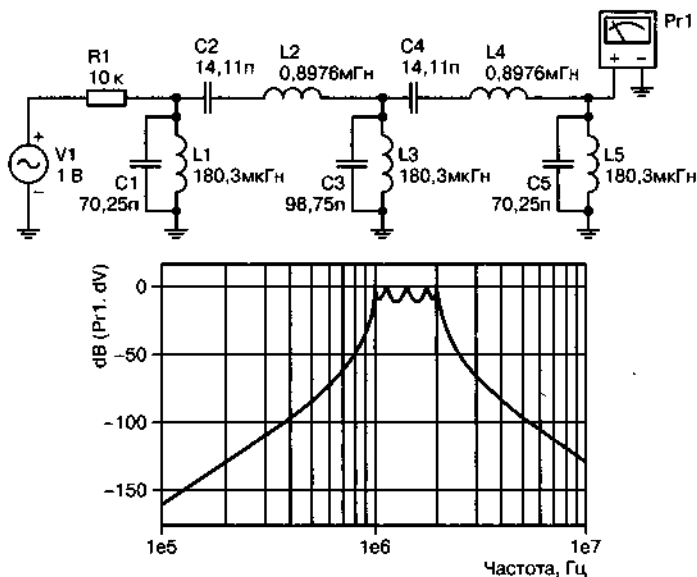 Pr1
C2
14,11п
L2
0,8976мГн
C4
14,11п
L4
0,8976мГн
R1
10 к
+ −
+
V1
1 В
−
C1
70,25п
L1
180,3мкГн
C3
98,75п
L3
180,3мкГн
C5
70,25п
L5
180,3мкГн
dB (Pr1. dV)
0
−50
−100
−150
1e5
1e6
1e7
Частота, Гц